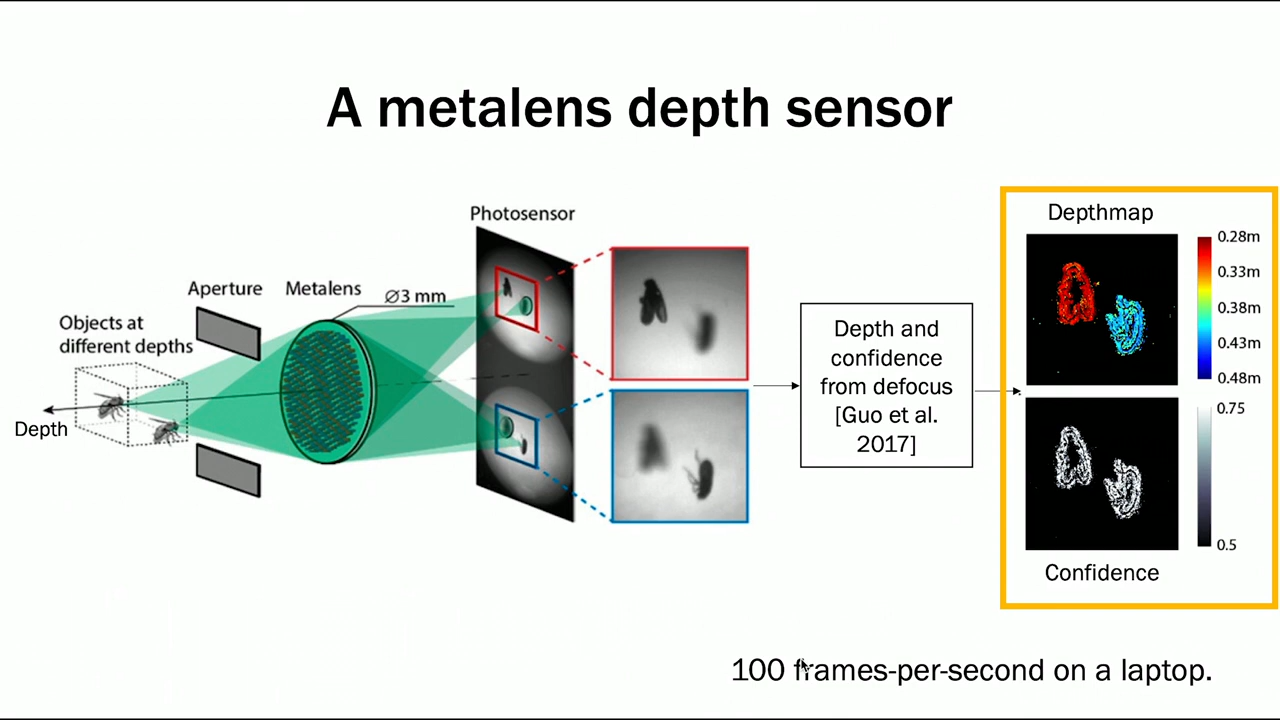 A metalens depth sensor
Photosensor
Aperture
Metalens
Ø3 mm
Objects at
different depths
Depth
Depth and
confidence
from defocus
[Guo et al.
2017]
Depthmap
0.28m
0.33m
0.38m
0.43m
0.48m
0.75
0.5
Confidence
100 frames-per-second on a laptop.